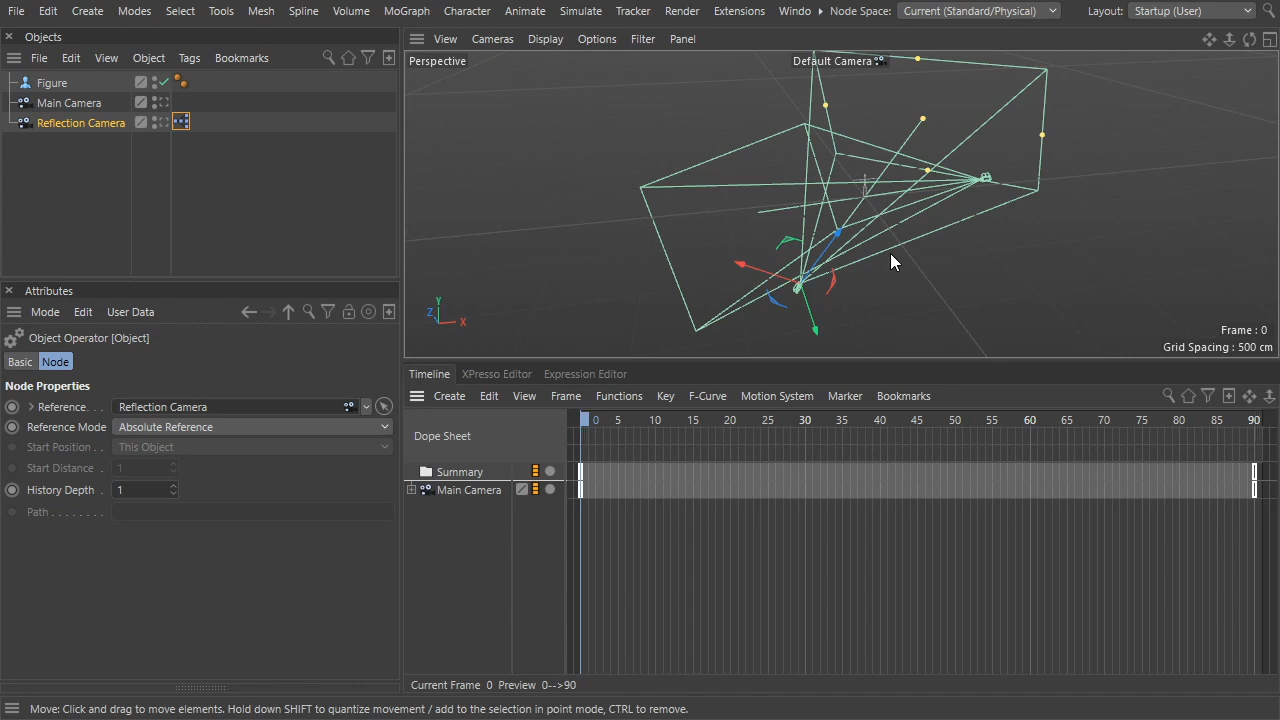 File Edit Create Modes Select Tools Mesh Spline Volume MoGraph Character Animate Simulate Tracker Render Extensions Windo Node Space: Current (Standard/Physical) Layout: Startup (User)
Objects
File Edit View Object Tags Bookmarks
Figure
Main Camera
Reflection Camera
View Cameras Display Options Filter Panel
Perspective
Default Camera
Y
Z
X
Frame : 0
Grid Spacing : 500 cm
Attributes
Mode Edit User Data
Object Operator [Object]
Basic Node
Node Properties
Reference. . . Reflection Camera
Reference Mode Absolute Reference
Start Position . . This Object
Start Distance . 1
History Depth . 1
Path . . . . . . . .
Timeline XPresso Editor Expression Editor
Create Edit View Frame Functions Key F-Curve Motion System Marker Bookmarks
0 5 10 15 20 25 30 35 40 45 50 55 60 65 70 75 80 85 90
Dope Sheet
Summary
Main Camera
Current Frame 0 Preview 0-->90
Move: Click and drag to move elements. Hold down SHIFT to quantize movement / add to the selection in point mode, CTRL to remove.